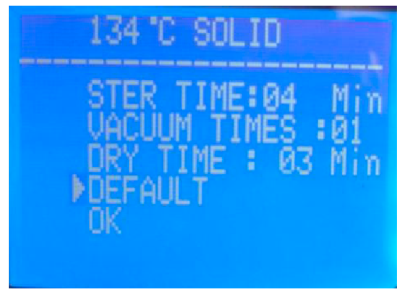 134℃ SOLID
STER TIME:04 Min
VACUUM TIMES :01
DRY TIME : 03 Min
DEFAULT
OK